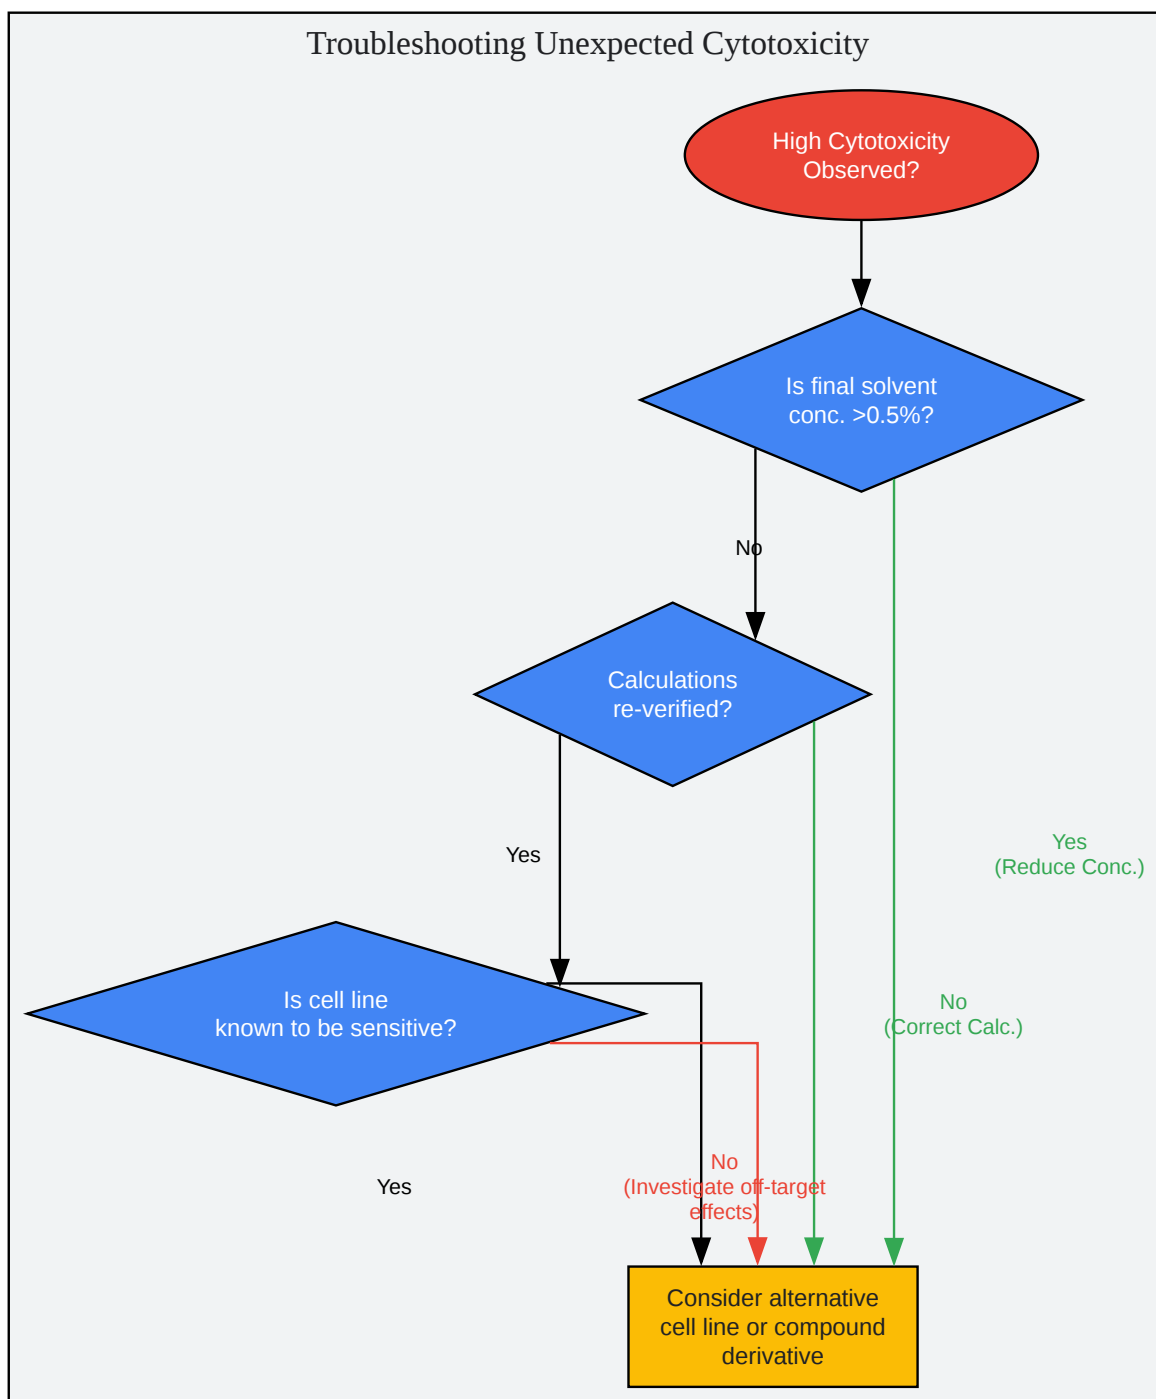 Troubleshooting Unexpected Cytotoxicity
High Cytotoxicity
Observed?
Is final solvent
conc. >0.5%?
No
Calculations
re-verified?
Yes
(Reduce Conc.)
Yes
Is cell line
known to be sensitive?
No
(Correct Calc.)
Yes
No
(Investigate off-target
effects)
Consider alternative
cell line or compound
derivative